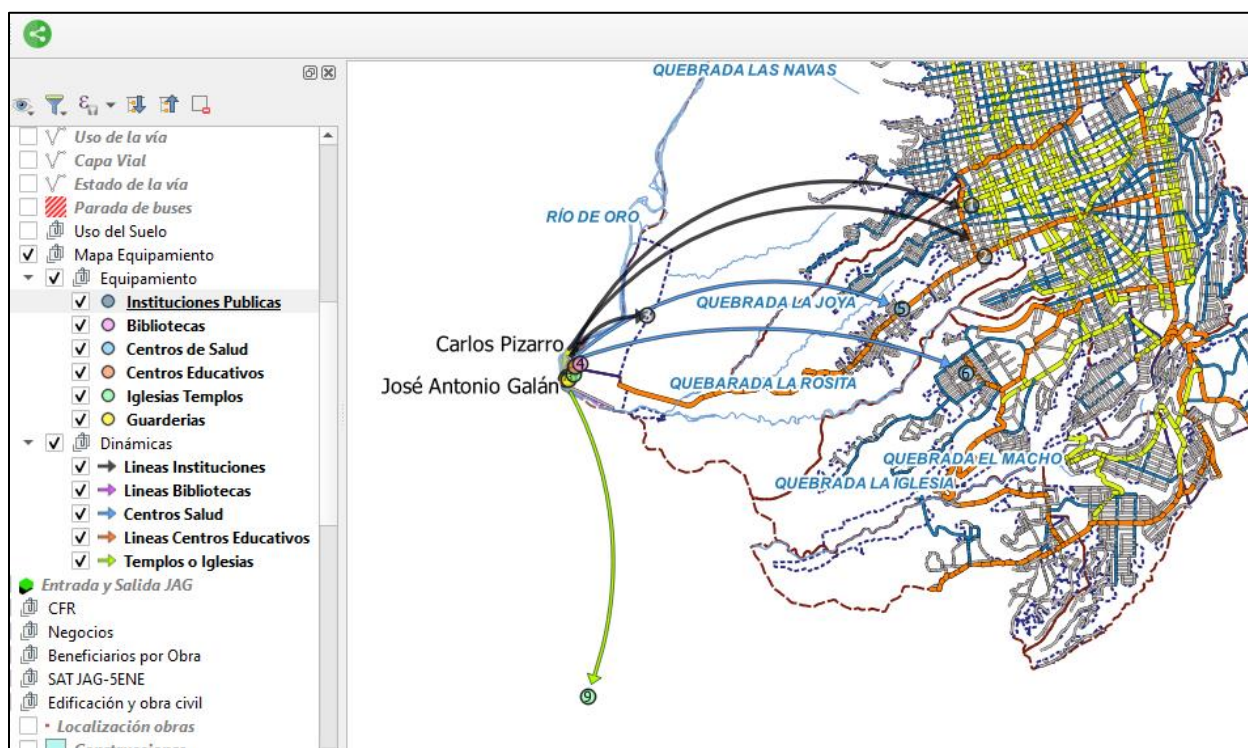 Uso de la vía
Capa Vial
Estado de la vía
Parada de buses
Uso del Suelo
Mapa Equipamiento
Equipamiento
Instituciones Publicas
Bibliotecas
Centros de Salud
Centros Educativos
Iglesias Templos
Guarderias
Dinámicas
Lineas Instituciones
Lineas Bibliotecas
Centros Salud
Lineas Centros Educativos
Templos o Iglesias
Entrada y Salida JAG
CFR
Negocios
Beneficiarios por Obra
SAT JAG-5ENE
Edificación y obra civil
Localización obras
Construcciones
QUEBRADA LAS NAVAS
RÍO DE ORO
QUEBRADA LA JOYA
3
5
Carlos Pizarro
4
6
José Antonio Galán
QUEBARADA LA ROSITA
QUEBRADA EL MACHO
QUEBRADA LA IGLESIA
9